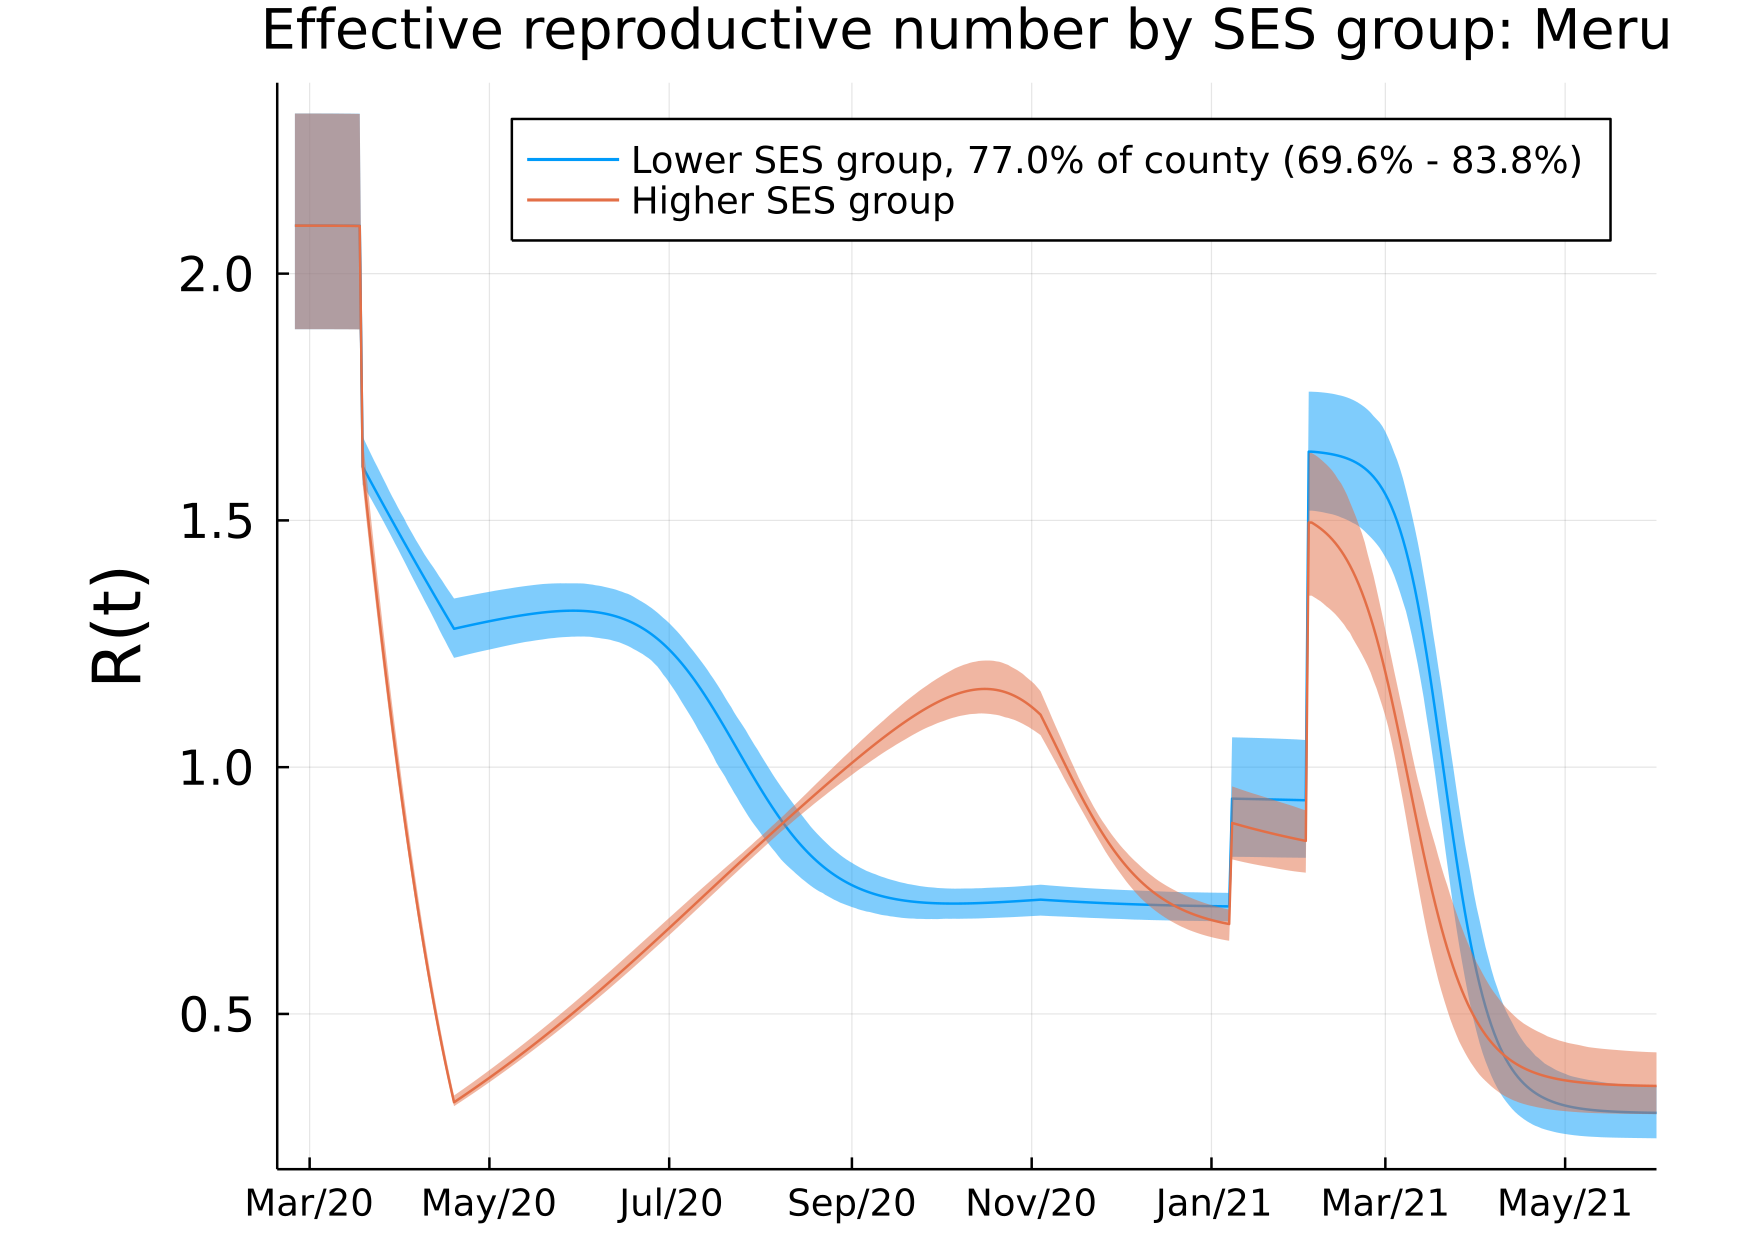 Effective reproductive number by SES group: Meru
Lower SES group, 77.0% of county (69.6% - 83.8%)
Higher SES group
R(t)
2.0
1.5
1.0
0.5
Mar/20 May/20 Jul/20 Sep/20 Nov/20 Jan/21 Mar/21 May/21